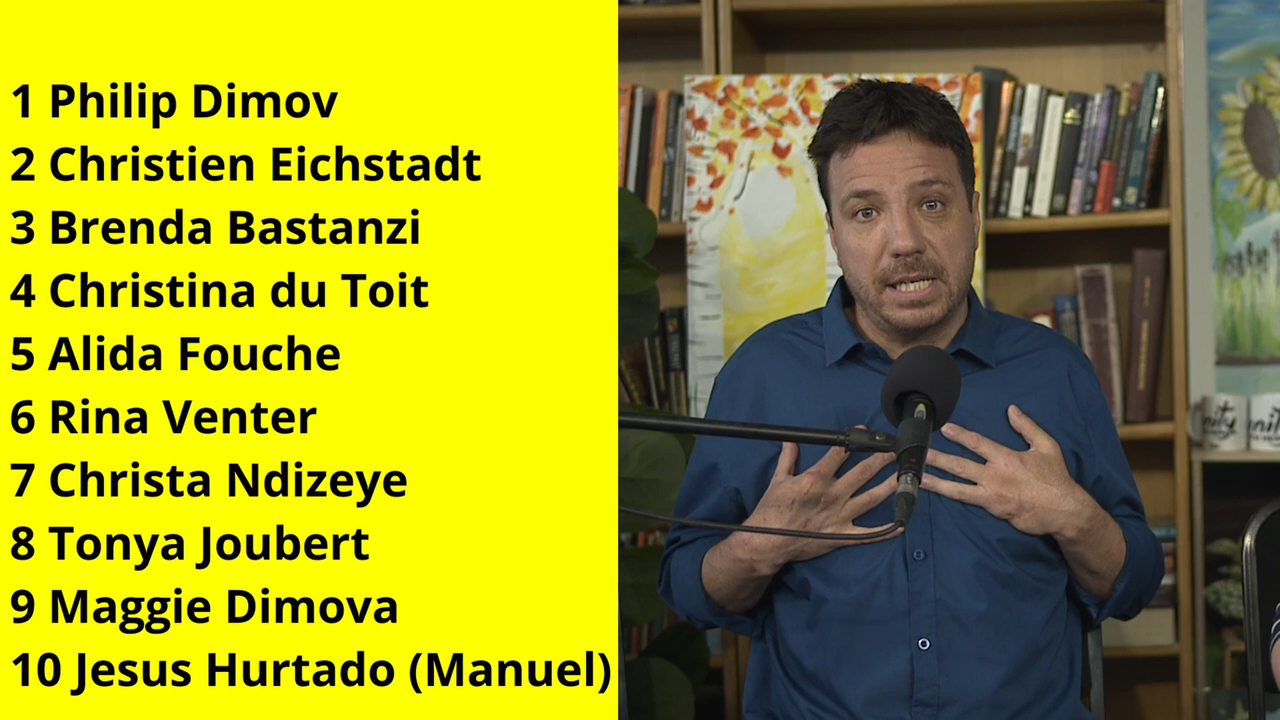 1 Philip Dimov
2 Christien Eichstadt
3 Brenda Bastanzi
4 Christina du Toit
5 Alida Fouche
6 Rina Venter
7 Christa Ndizeye
8 Tonya Joubert
9 Maggie Dimova
10 Jesus Hurtado (Manuel)